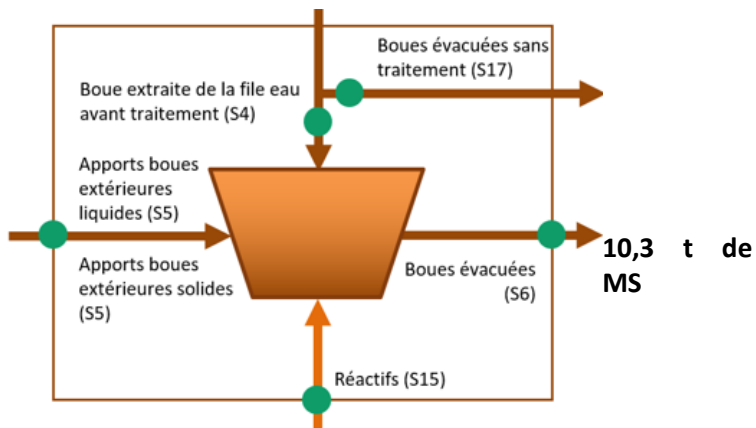 Boues évacuées sans
traitement (S17)
Boue extraite de la file eau
avant traitement (S4)
Apports boues
extérieures
liquides (S5)
Apports boues
extérieures solides
(S5)
Boues évacuées
(S6)
10,3 t de
MS
Réactifs (S15)